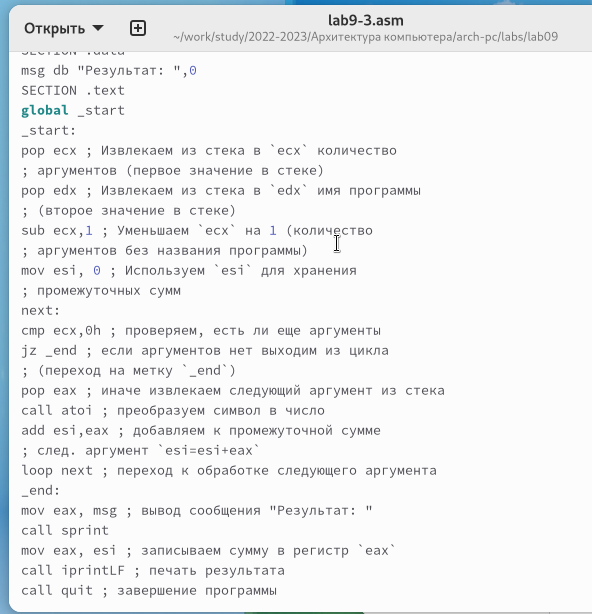 Открыть
lab9-3.asm
~/work/study/2022-2023/Архитектура компьютера/arch-pc/labs/lab09
SECTION .data
msg db "Результат: ",0
SECTION .text
global _start
_start:
pop ecx ; Извлекаем из стека в `ecx` количество
; аргументов (первое значение в стеке)
pop edx ; Извлекаем из стека в `edx` имя программы
; (второе значение в стеке)
sub ecx,1 ; Уменьшаем `ecx` на 1 (количество
; аргументов без названия программы)
mov esi, 0 ; Используем `esi` для хранения
; промежуточных сумм
next:
cmp ecx,0h ; проверяем, есть ли еще аргументы
jz _end ; если аргументов нет выходим из цикла
; (переход на метку `_end`)
pop eax ; иначе извлекаем следующий аргумент из стека
call atoi ; преобразуем символ в число
add esi,eax ; добавляем к промежуточной сумме
; след. аргумент `esi=esi+eax`
loop next ; переход к обработке следующего аргумента
_end:
mov eax, msg ; вывод сообщения "Результат: "
call sprint
mov eax, esi ; записываем сумму в регистр `eax`
call iprintLF ; печать результата
call quit ; завершение программы